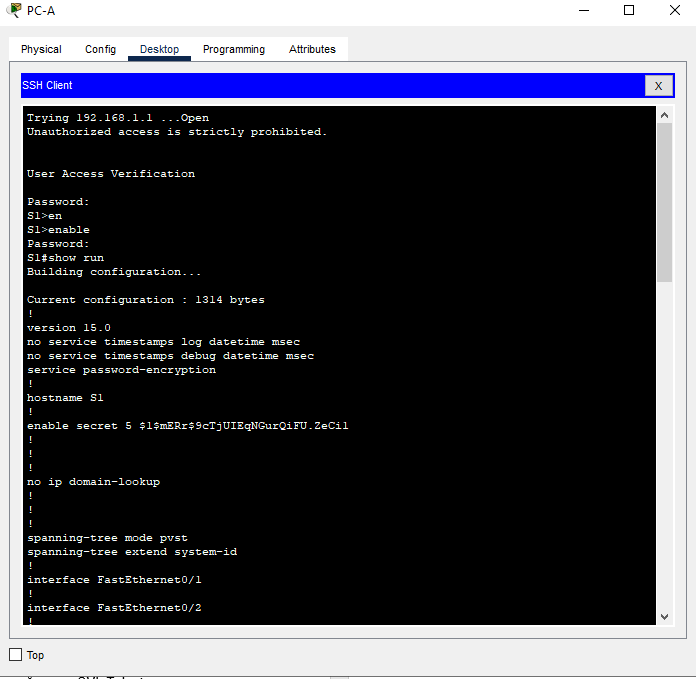 PC-A
Physical Config Desktop Programming Attributes
SSH Client X
Trying 192.168.1.1 ...Open
Unauthorized access is strictly prohibited.
User Access Verification
Password:
S1>en
S1>enable
Password:
S1#show run
Building configuration...
Current configuration : 1314 bytes
!
version 15.0
no service timestamps log datetime msec
no service timestamps debug datetime msec
service password-encryption
!
hostname S1
!
enable secret 5 $1$mERr$9cTjUIEqNGurQiFU.ZeCi1
!
!
!
no ip domain-lookup
!
!
!
spanning-tree mode pvst
spanning-tree extend system-id
!
interface FastEthernet0/1
!
interface FastEthernet0/2
!
Top